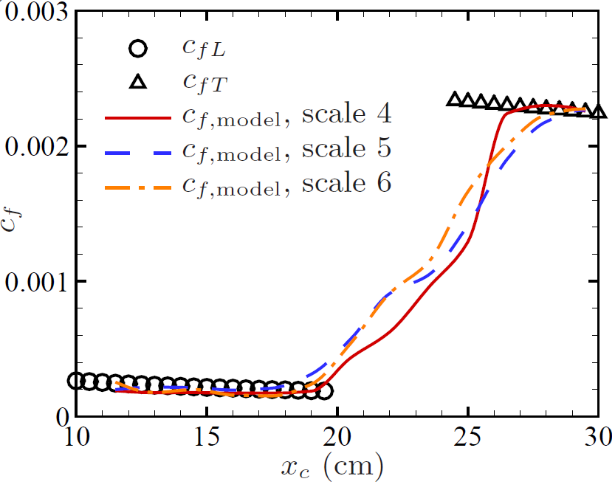 0.003
c_{fL}
c_{fT}
c_{f,model}, scale 4
0.002
c_{f,model}, scale 5
c_{f,model}, scale 6
c_f
0.001
0
10 15 20 25 30
x_c (cm)